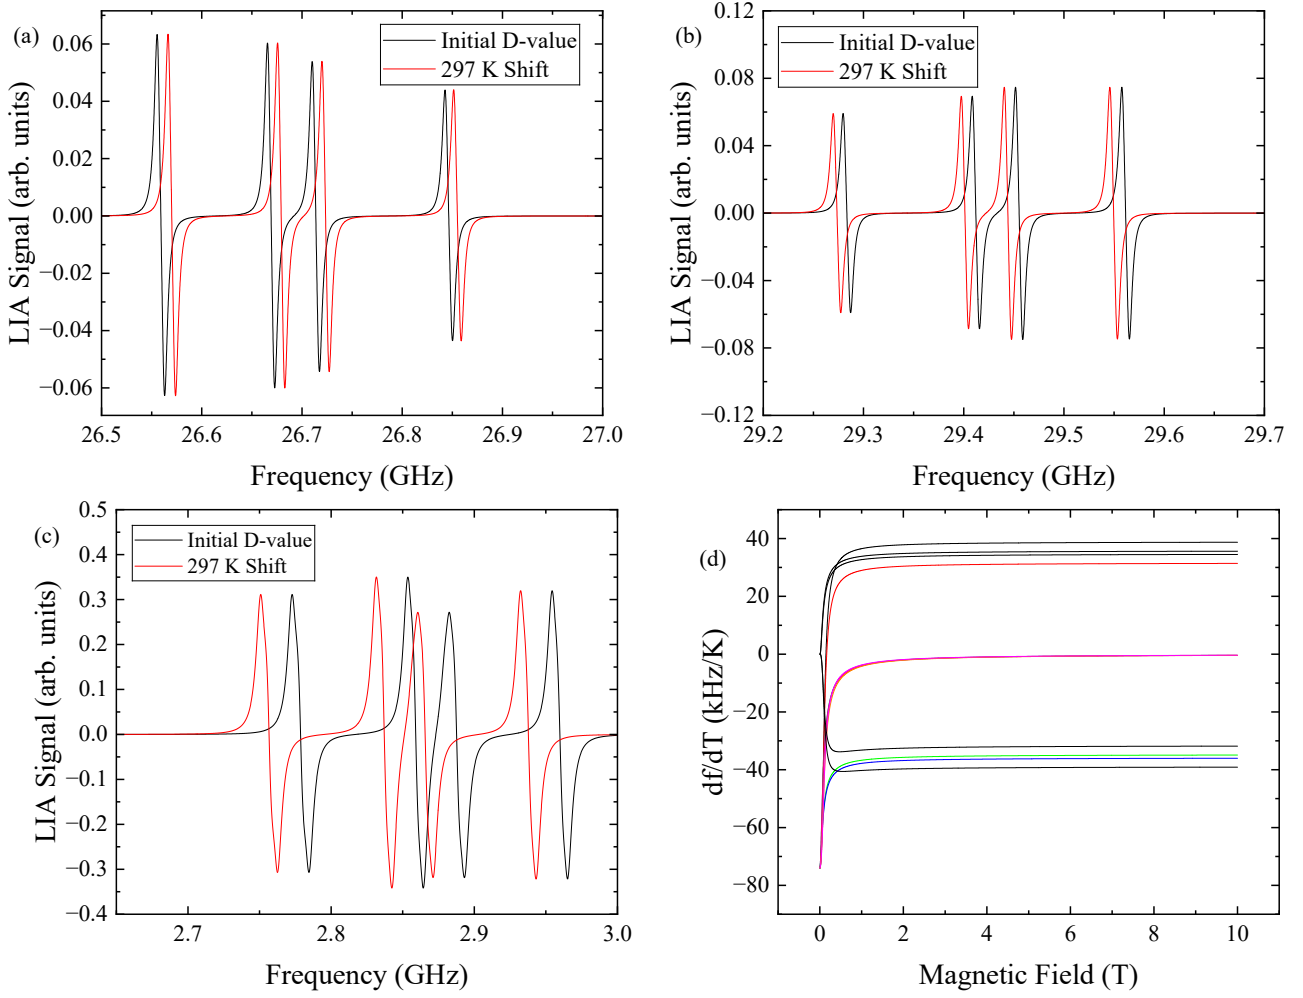 (a)
Initial D-value
297 K Shift
0.06
0.04
0.02
0.00
−0.02
−0.04
−0.06
LIA Signal (arb. units)
26.5 26.6 26.7 26.8 26.9 27.0
Frequency (GHz)
(b)
Initial D-value
297 K Shift
0.12
0.08
0.04
0.00
−0.04
−0.08
−0.12
LIA Signal (arb. units)
29.2 29.3 29.4 29.5 29.6 29.7
Frequency (GHz)
(c)
Initial D-value
297 K Shift
0.5
0.4
0.3
0.2
0.1
0.0
−0.1
−0.2
−0.3
−0.4
LIA Signal (arb. units)
2.7 2.8 2.9 3.0
Frequency (GHz)
(d)
40
20
0
−20
−40
−60
−80
df/dT (kHz/K)
0 2 4 6 8 10
Magnetic Field (T)